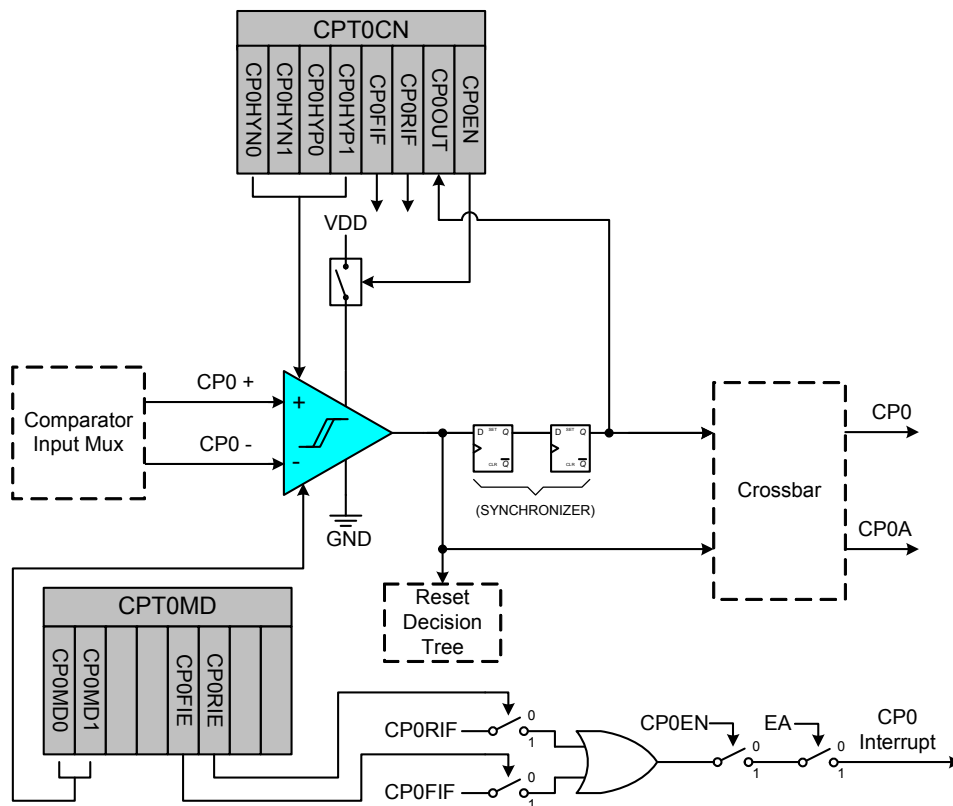 CPT0CN
CP0HYN0
CP0HYN1
CP0HYP0
CP0HYP1
CP0FIF
CP0RIF
CP0OUT
CP0EN
VDD
Comparator
Input Mux
CP0 +
CP0 -
+
-
GND
D SET Q
CLR Q
D SET Q
CLR Q
(SYNCHRONIZER)
Reset
Decision
Tree
Crossbar
CP0
CP0A
CPT0MD
CP0MD0
CP0MD1
CP0FIE
CP0RIE
CP0RIF
0
1
CP0FIF
0
1
CP0EN
0
1
EA
0
1
CP0
Interrupt